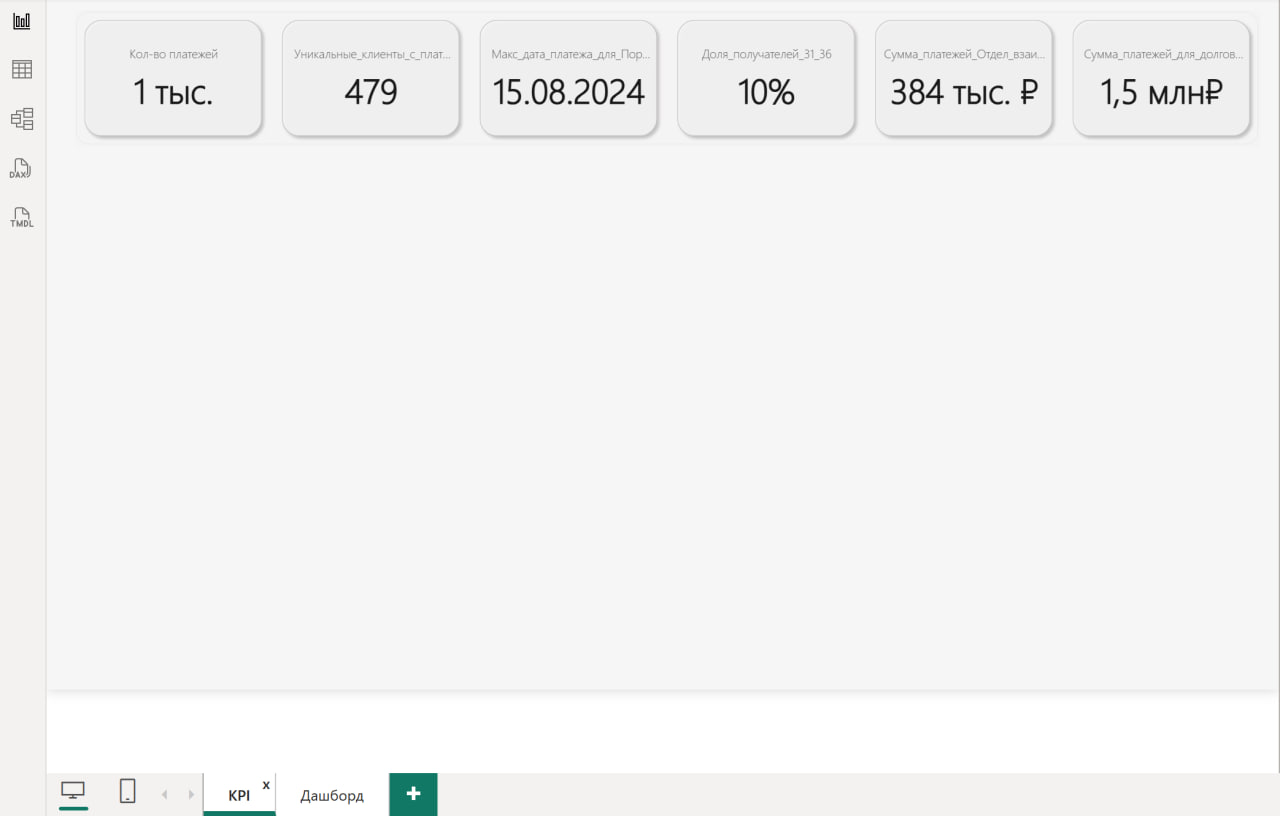 Кол-во платежей
1 тыс.
Уникальные_клиенты_с_плат...
479
Макс_дата_платежа_для_Пор...
15.08.2024
Доля_получателей_31_36
10%
Сумма_платежей_Отдел_взаи...
384 тыс. ₽
Сумма_платежей_для_долгов...
1,5 млн₽
DAX
TMDL
KPI
x
Дашборд
+